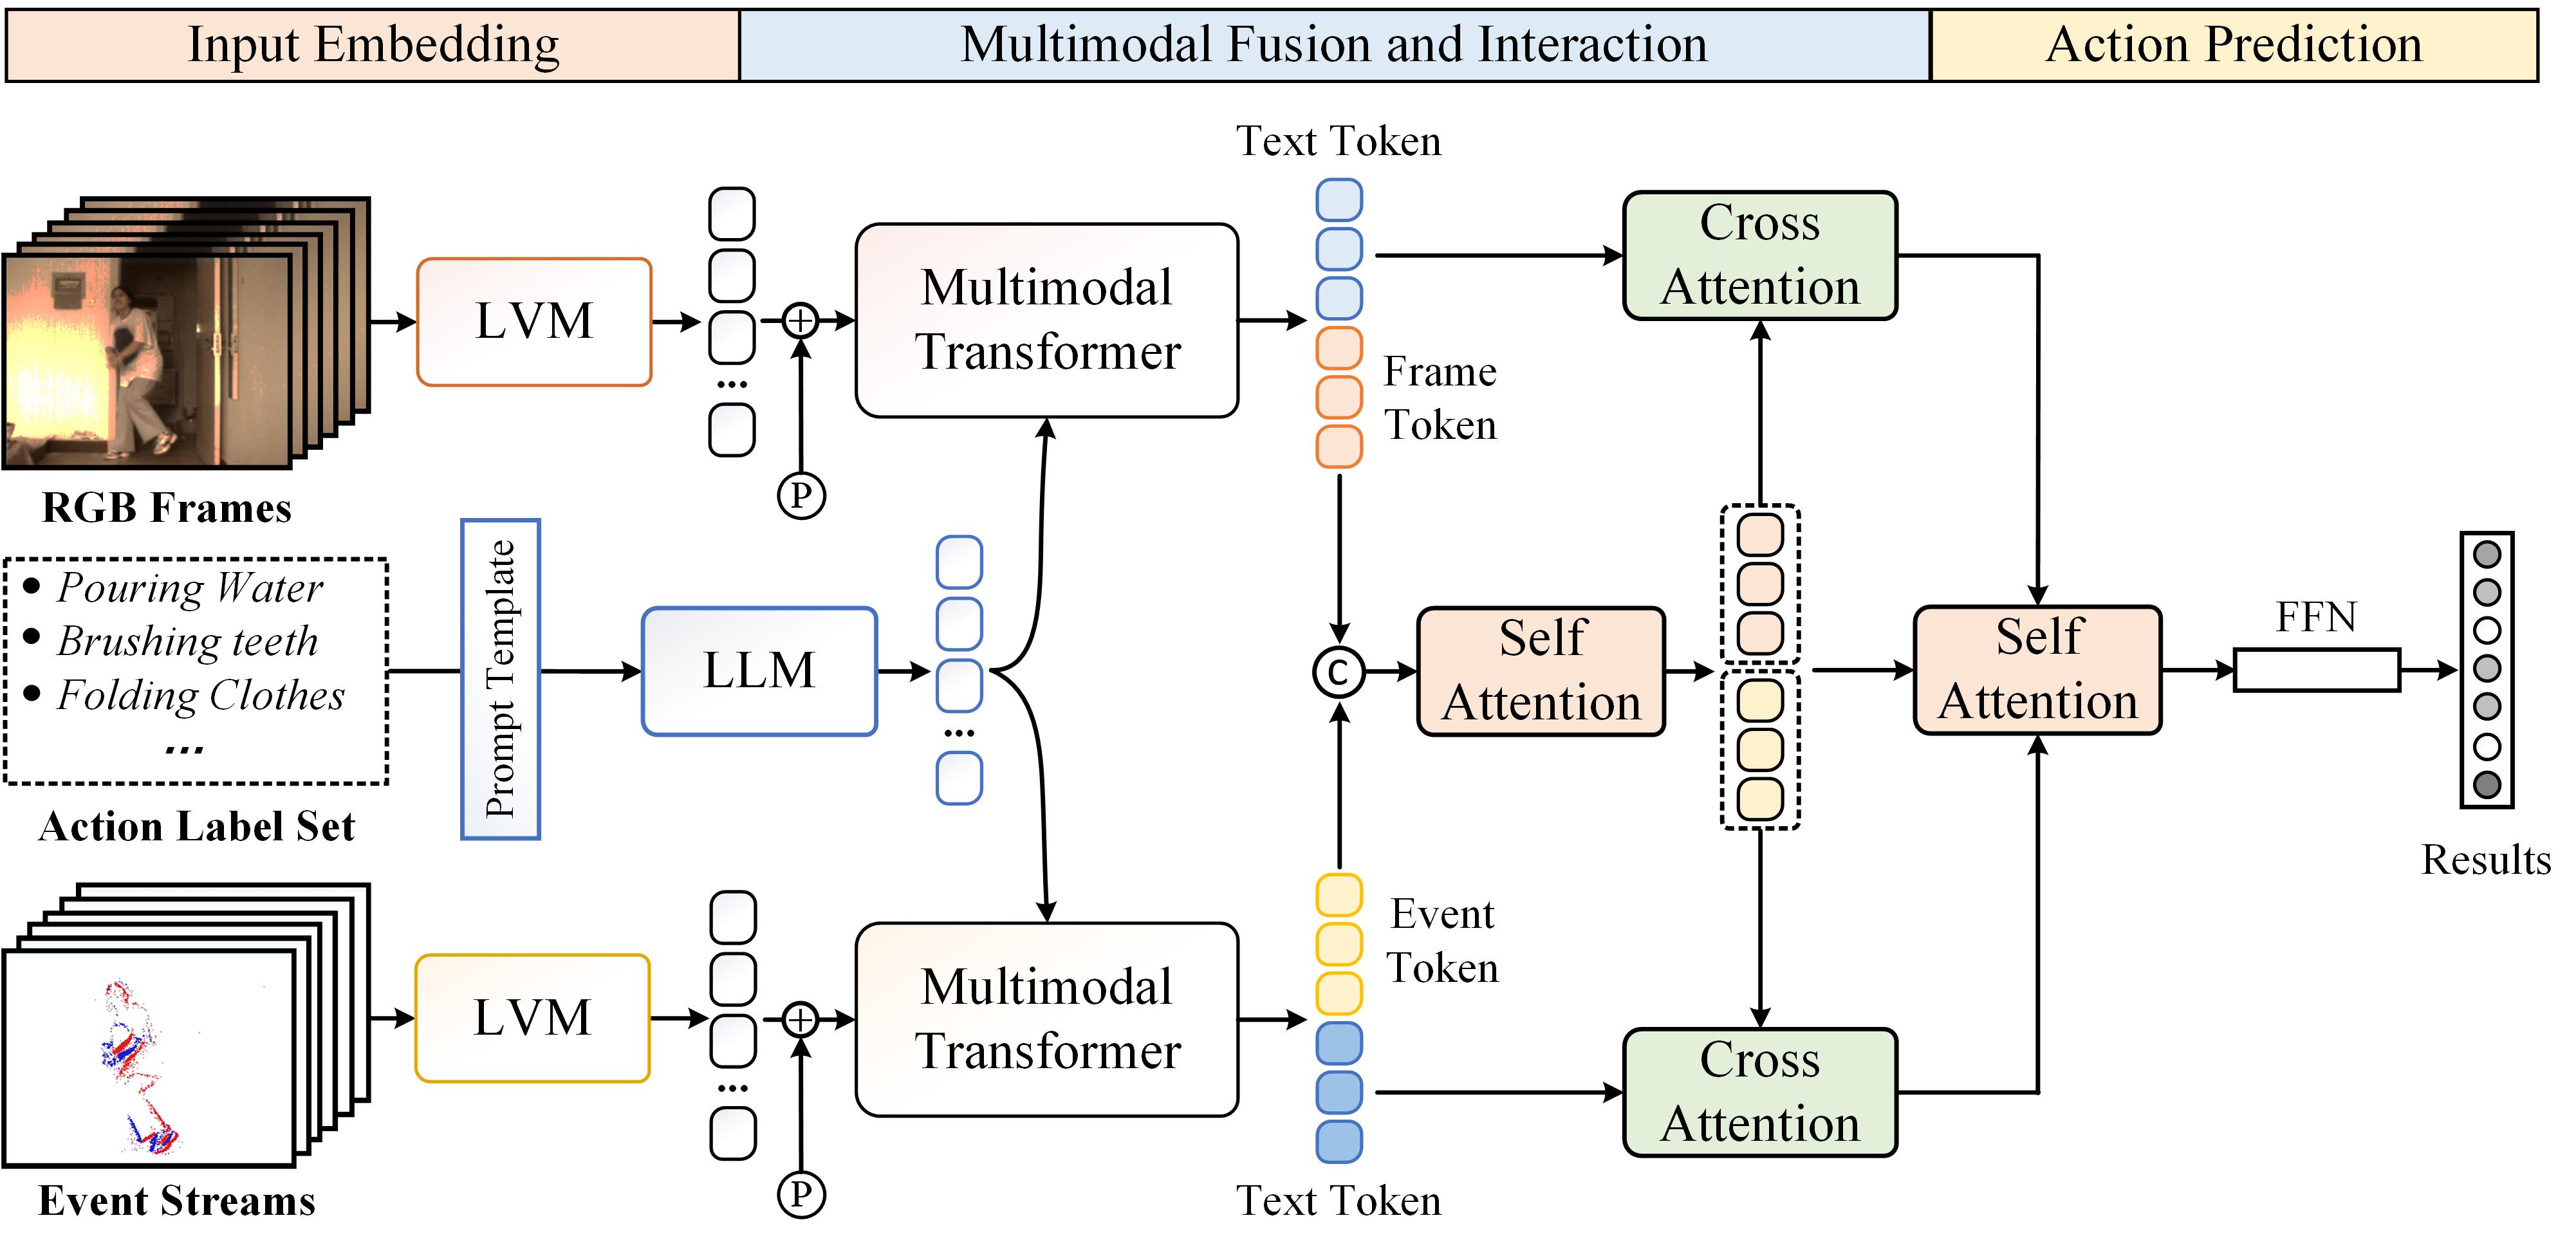 Input Embedding
Multimodal Fusion and Interaction
Action Prediction
Text Token
Cross
Attention
LVM
Multimodal
Transformer
Frame
Token
P
RGB Frames
• Pouring Water
• Brushing teeth
• Folding Clothes
...
Action Label Set
Prompt Template
LLM
...
C
Self
Attention
Self
Attention
FFN
Results
Event
Token
LVM
Multimodal
Transformer
Cross
Attention
P
Event Streams
Text Token